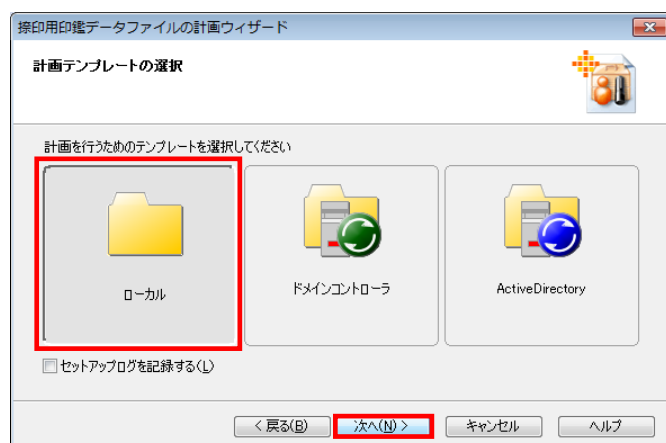 捺印用印鑑データファイルの計画ウィザード
計画テンプレートの選択
計画を行うためのテンプレートを選択してください
ローカル
ドメインコントローラ
ActiveDirectory
セットアップログを記録する(L)
< 戻る(B)
次へ(N) >
キャンセル
ヘルプ